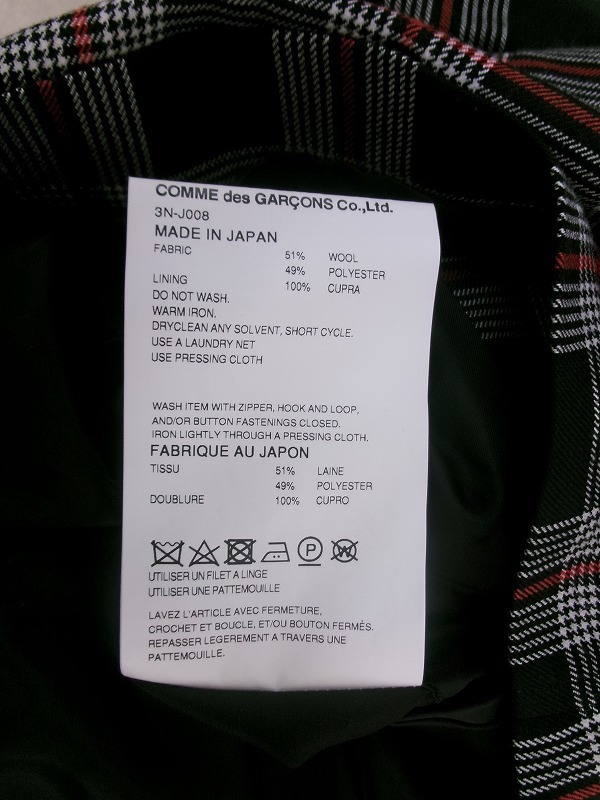 COMME des GARÇONS Co.,Ltd.
3N-J008
MADE IN JAPAN
FABRIC 51% WOOL
49% POLYESTER
LINING 100% CUPRA
DO NOT WASH.
WARM IRON.
DRYCLEAN ANY SOLVENT, SHORT CYCLE.
USE A LAUNDRY NET
USE PRESSING CLOTH
WASH ITEM WITH ZIPPER, HOOK AND LOOP,
AND/OR BUTTON FASTENINGS CLOSED.
IRON LIGHTLY THROUGH A PRESSING CLOTH.
FABRIQUE AU JAPON
TISSU 51% LAINE
49% POLYESTER
DOUBLURE 100% CUPRO
P W
UTILISER UN FILET A LINGE
UTILISER UNE PATTEMOUILLE
LAVEZ L'ARTICLE AVEC FERMETURE,
CROCHET ET BOUCLE, ET/OU BOUTON FERMÈS.
REPASSER LEGEREMENT A TRAVERS UNE
PATTEMOUILLE.